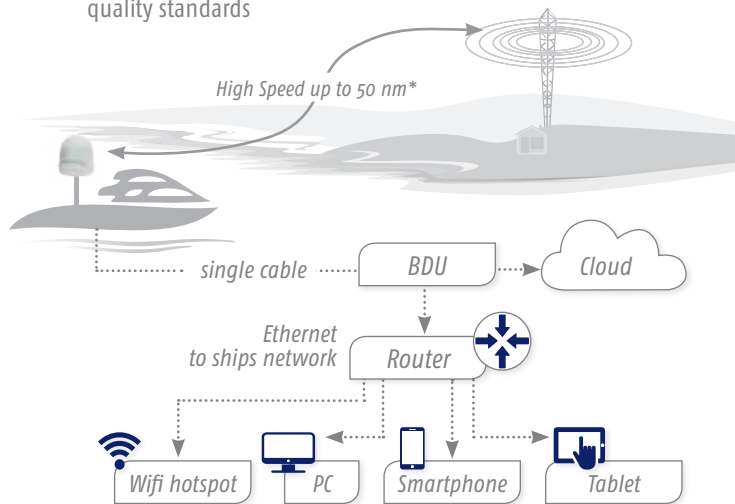 quality standards
High Speed up to 50 nm*
single cable
BDU
Cloud
Ethernet
to ships network
Router
Wifi hotspot
PC
Smartphone
Tablet